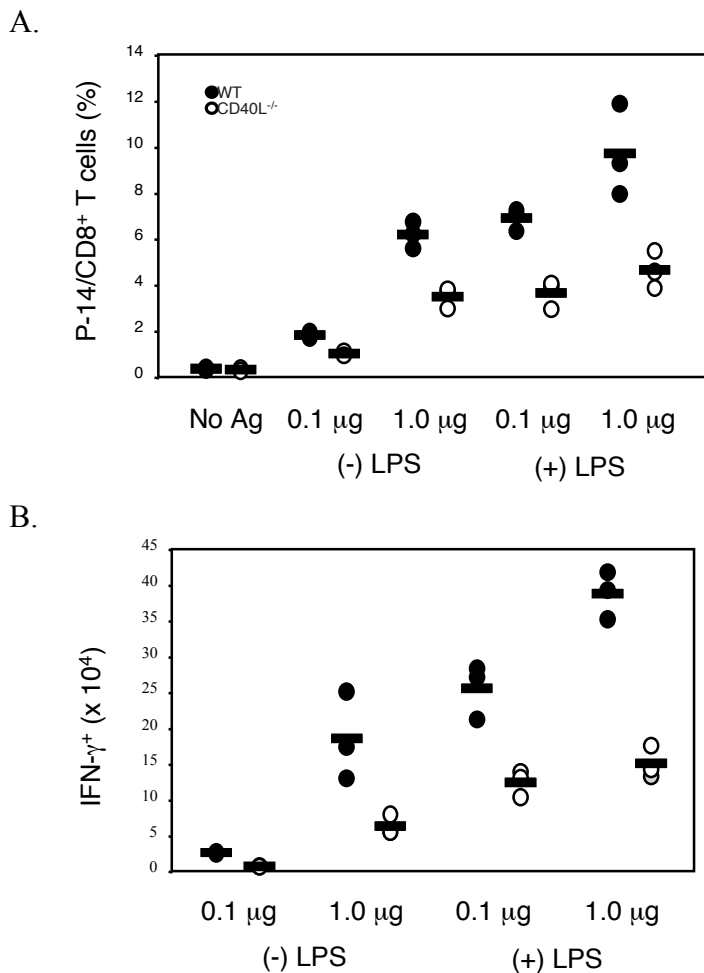 A.
14
12
10
8
6
4
2
0
P-14/CD8⁺ T cells (%)
WT
CD40L⁻/⁻
No Ag 0.1 μg 1.0 μg 0.1 μg 1.0 μg
(-) LPS (+) LPS
B.
45
40
35
30
25
20
15
10
5
0
IFN-γ⁺ (x 10⁴)
0.1 μg 1.0 μg 0.1 μg 1.0 μg
(-) LPS (+) LPS